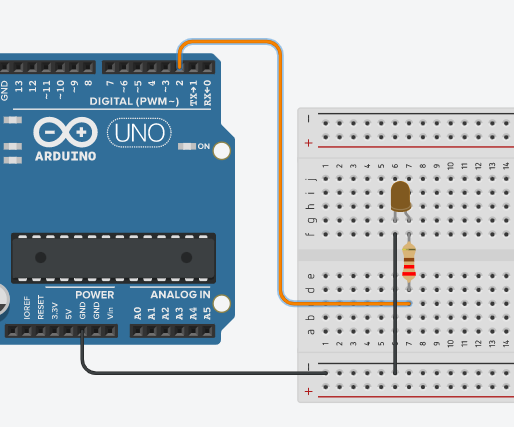 GND 13 12 ~11 ~10 ~9 8 7 ~6 ~5 4 ~3 2 TX→1 RX←0
DIGITAL (PWM~)
UNO
ON
ARDUINO
IOREF RESET 3.3V 5V GND GND Vin
POWER
ANALOG IN
A0 A1 A2 A3 A4 A5
− 
+
1 2 3 4 5 6 7 8 9 10 11 12 13 14
j
i
h
g
f
e
d
b
a
1 2 3 4 5 6 7 8 9 10 11 12 13 14
−
+